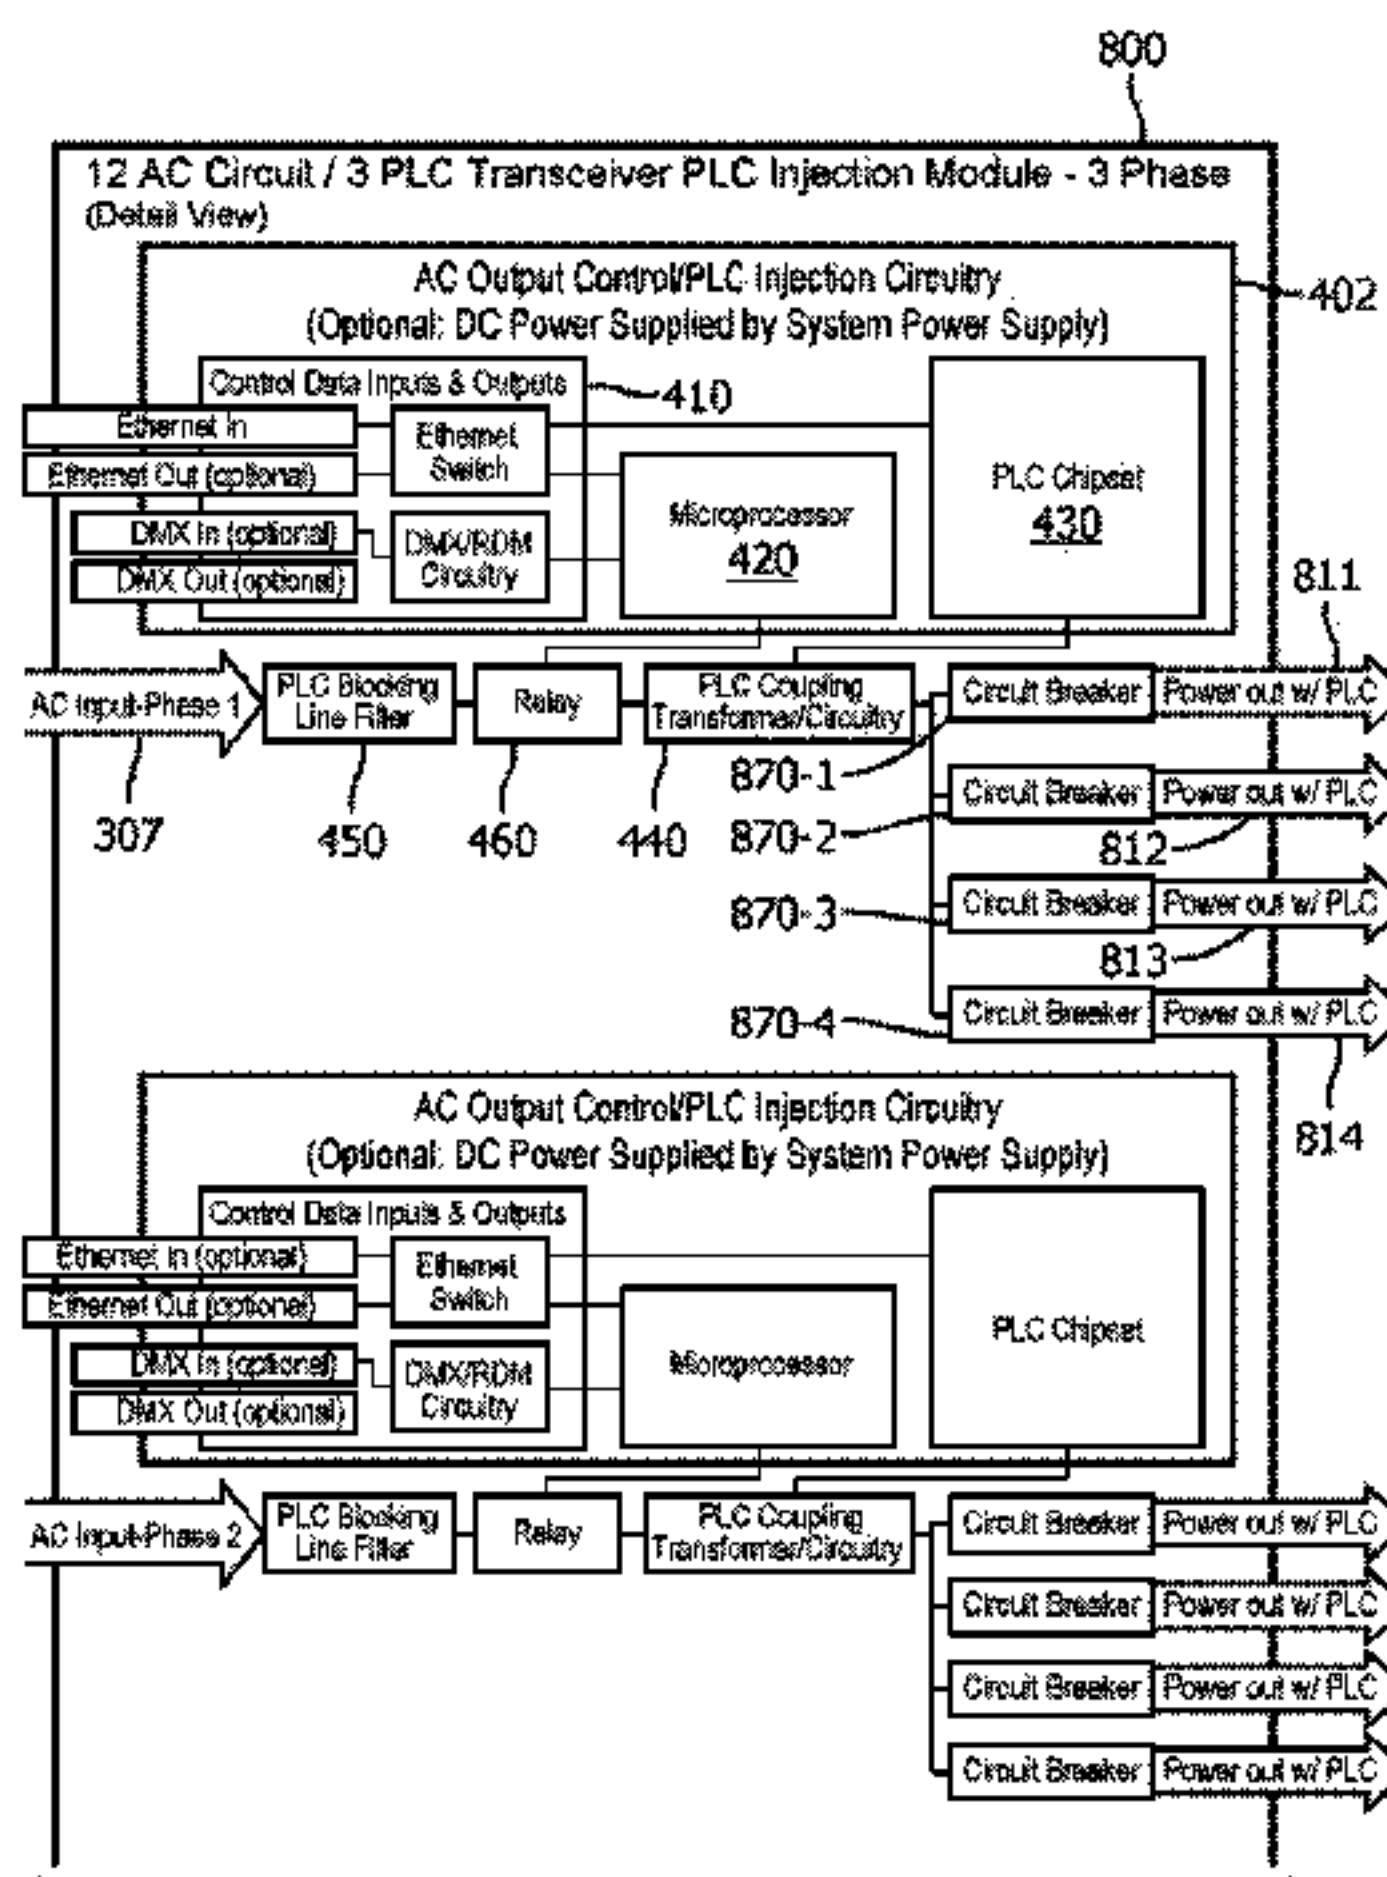 800
12 AC Circuit / 3 PLC Transceiver PLC Injection Module - 3 Phase
(Detail View)
AC Output Control/PLC Injection Circuitry
(Optional: DC Power Supplied by System Power Supply)
402
Control Data Inputs & Outputs
410
Ethernet In
Ethernet Out (optional)
Ethernet
Switch
DMX In (optional)
DMX Out (optional)
DMX/RDM
Circuitry
Microprocessor
420
PLC Chipset
430
811
AC Input-Phase 1
PLC Blocking
Line Filter
Relay
PLC Coupling
Transformer/Circuitry
Circuit Breaker
Power out w/ PLC
307
450
460
440
870-1
Circuit Breaker
Power out w/ PLC
870-2
812
Circuit Breaker
Power out w/ PLC
870-3
813
Circuit Breaker
Power out w/ PLC
870-4
814
AC Output Control/PLC Injection Circuitry
(Optional: DC Power Supplied by System Power Supply)
Control Data Inputs & Outputs
Ethernet In (optional)
Ethernet Out (optional)
Ethernet
Switch
DMX In (optional)
DMX Out (optional)
DMX/RDM
Circuitry
Microprocessor
PLC Chipset
AC Input-Phase 2
PLC Blocking
Line Filter
Relay
PLC Coupling
Transformer/Circuitry
Circuit Breaker
Power out w/ PLC
Circuit Breaker
Power out w/ PLC
Circuit Breaker
Power out w/ PLC
Circuit Breaker
Power out w/ PLC